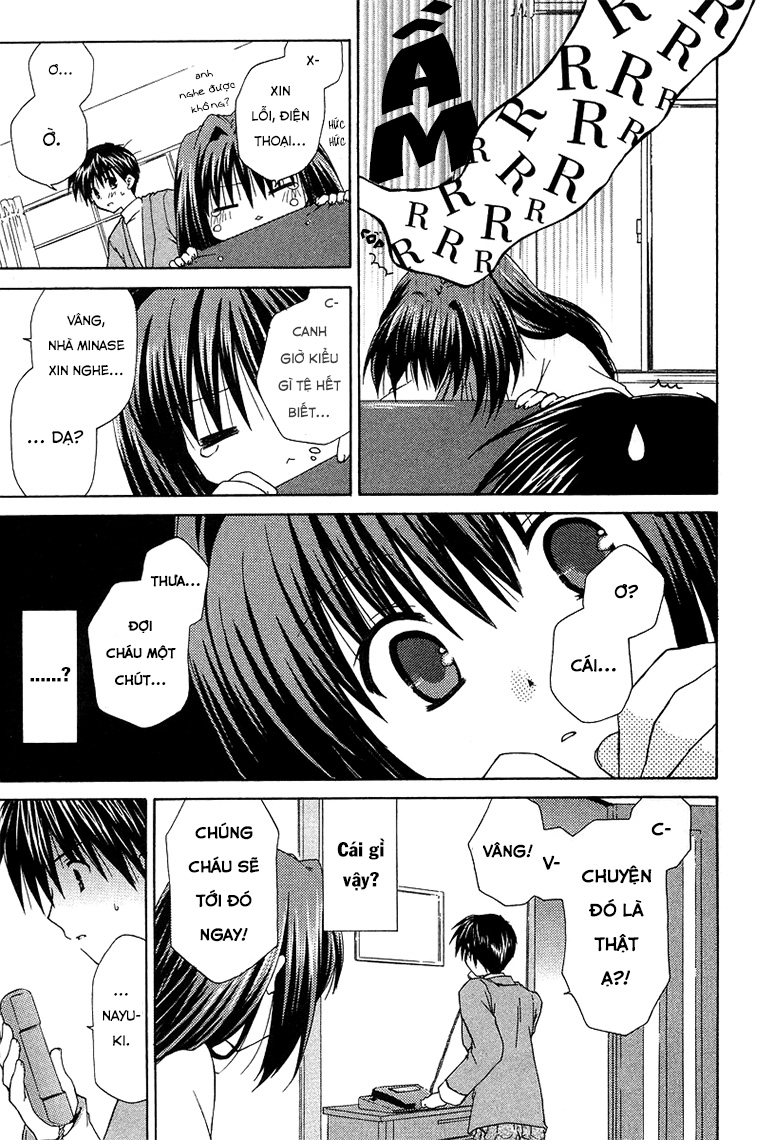 ẦM
RRRRRRRRRRRRRRRRRR
CỘP
X-
XIN
LỖI, ĐIỆN
THOẠI...
HỨC
HỨC
anh
nghe được
không?
Ơ...
Ờ.
C-
CANH
GIỜ KIỂU
GÌ TỆ HẾT
BIẾT...
VÂNG,
NHÀ MINASE
XIN NGHE...
... DẠ?
Ơ?
CÁI...
THƯA...
ĐỢI
CHÁU MỘT
CHÚT...
......?
C-
CHUYỆN
ĐÓ LÀ
THẬT
Ạ?!
V-
VÂNG!
Cái gì
vậy?
CHÚNG
CHÁU SẼ
TỚI ĐÓ
NGAY!
...
NAYU-
KI.